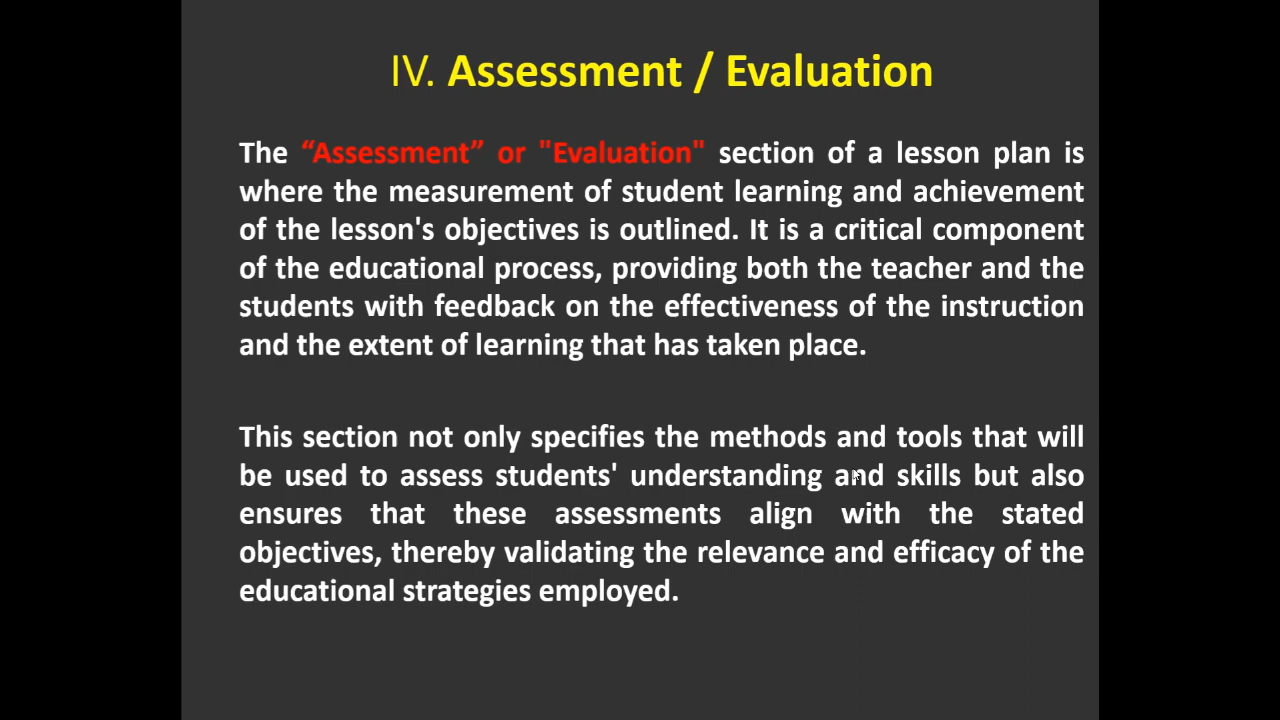 IV. Assessment / Evaluation
The “Assessment” or "Evaluation" section of a lesson plan is
where the measurement of student learning and achievement
of the lesson's objectives is outlined. It is a critical component
of the educational process, providing both the teacher and the
students with feedback on the effectiveness of the instruction
and the extent of learning that has taken place.
This section not only specifies the methods and tools that will
be used to assess students' understanding and skills but also
ensures that these assessments align with the stated
objectives, thereby validating the relevance and efficacy of the
educational strategies employed.